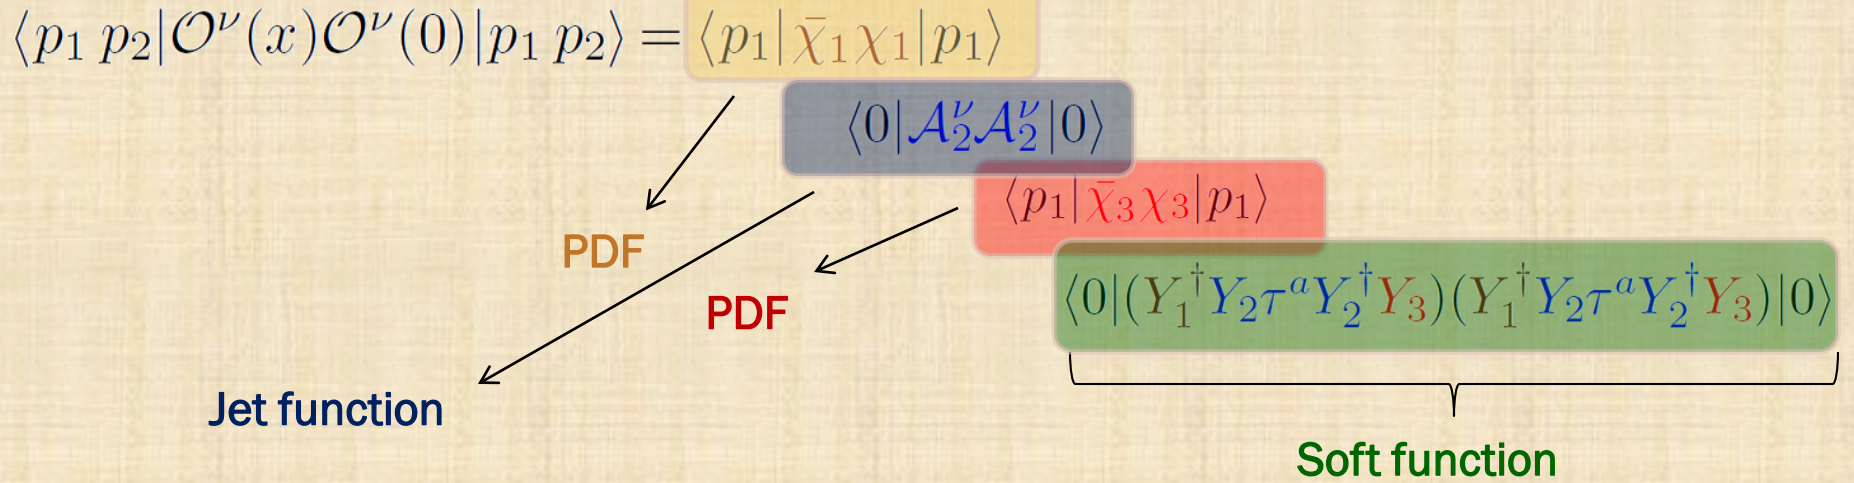 ⟨p₁ p₂|𝒪^ν(x)𝒪^ν(0)|p₁ p₂⟩ = ⟨p₁|χ̄₁χ₁|p₁⟩
⟨0|𝒜₂^ν𝒜₂^ν|0⟩
⟨p₁|χ̄₃χ₃|p₁⟩
PDF
⟨0|(Y₁^†Y₂τ^aY₂^†Y₃)(Y₁^†Y₂τ^aY₂^†Y₃)|0⟩
PDF
Jet function
Soft function